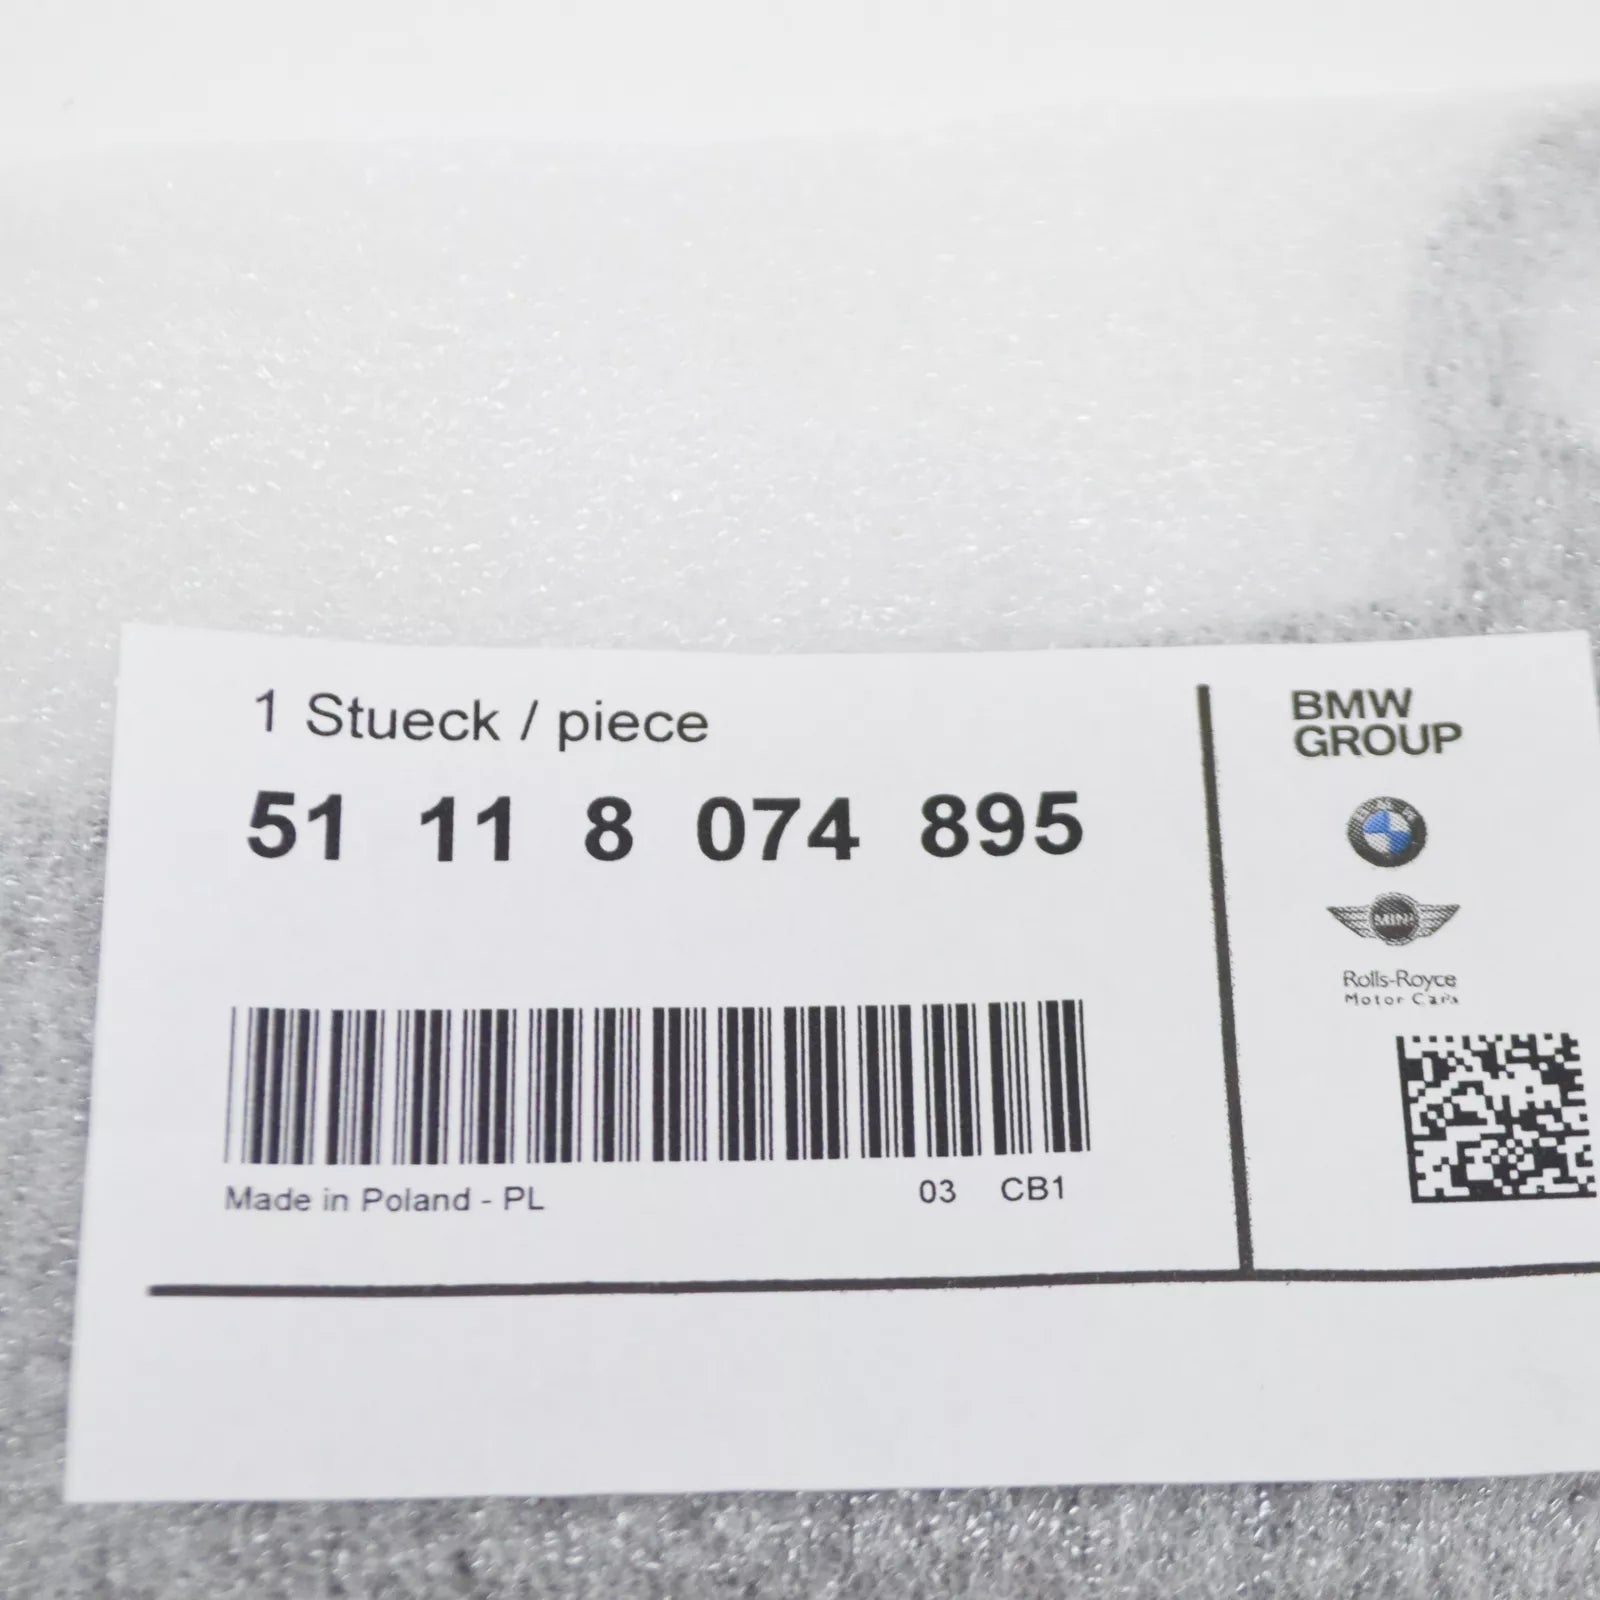 1 Stueck / piece
51 11 8 074 895
Made in Poland - PL
03 CB1
BMW
GROUP
MINI
Rolls-Royce
Motor Cars